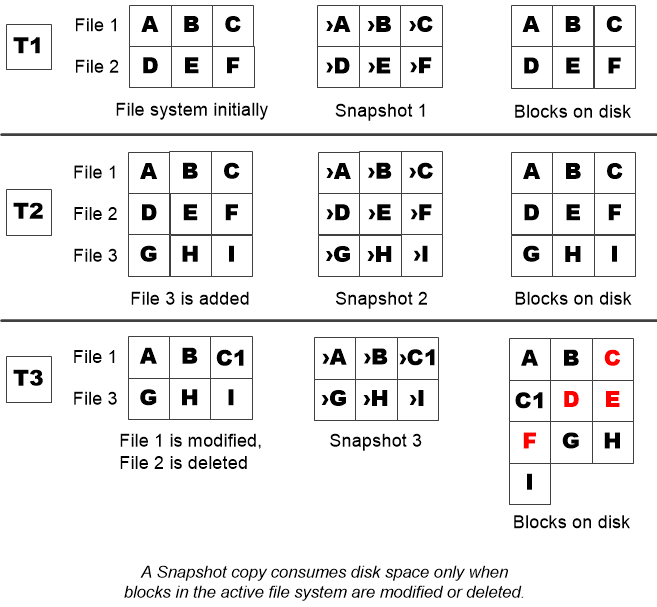 File 1 A B C ›A ›B ›C A B C
T1
File 2 D E F ›D ›E ›F D E F
File system initially Snapshot 1 Blocks on disk
File 1 A B C ›A ›B ›C A B C
T2 File 2 D E F ›D ›E ›F D E F
File 3 G H I ›G ›H ›I G H I
File 3 is added Snapshot 2 Blocks on disk
File 1 A B C1 ›A ›B ›C1 A B C
T3
File 3 G H I ›G ›H ›I C1 D E
File 1 is modified, Snapshot 3 F G H
File 2 is deleted
I
Blocks on disk
A Snapshot copy consumes disk space only when
blocks in the active file system are modified or deleted.